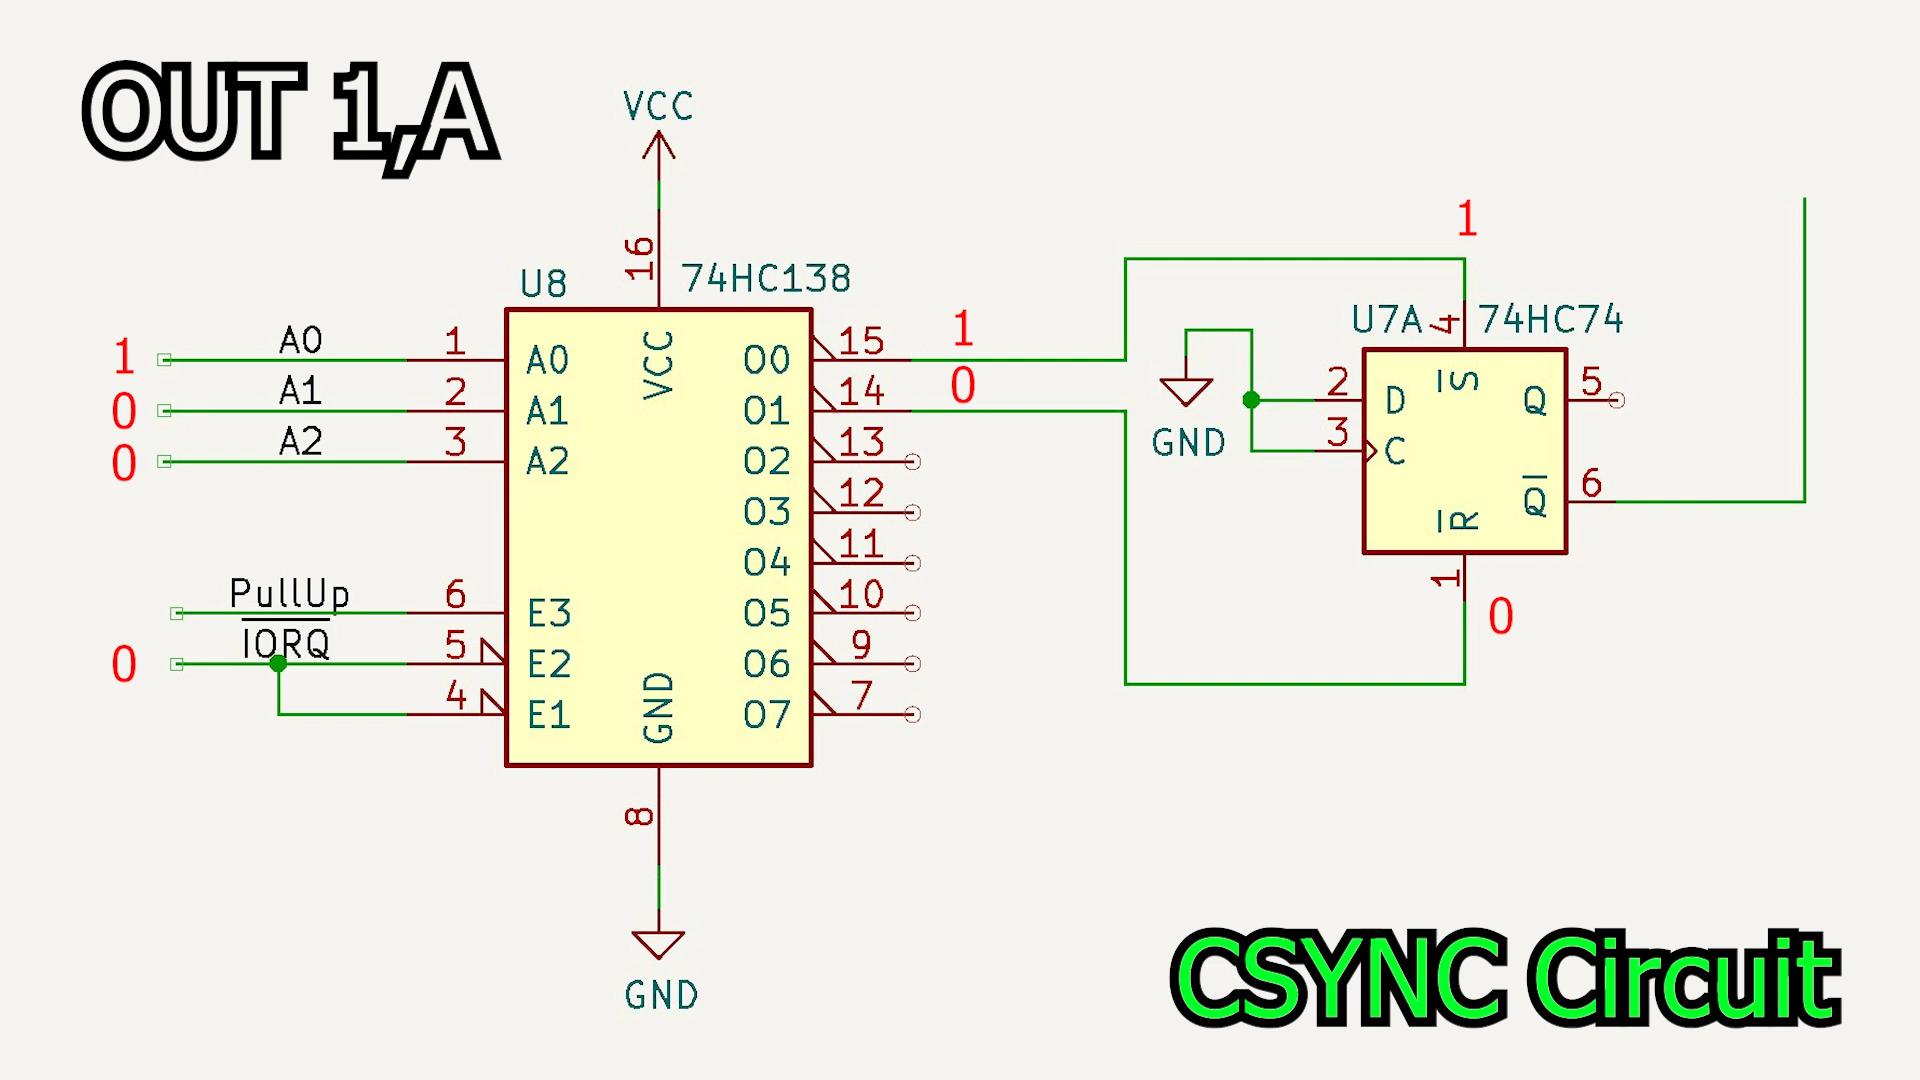 OUT 1,A
VCC
16
U8
74HC138
1
A0
1
A0
VCC
O0
15
1
0
A1
2
A1
O1
14
0
0
A2
3
A2
O2
13
O3
12
O4
11
PullUp
6
E3
O5
10
0
IORQ
5
E2
O6
9
4
E1
GND
O7
7
8
GND
1
U7A
4
74HC74
GND
2
D
S
Q
5
3
C
R
Q
6
1
0
CSYNC Circuit